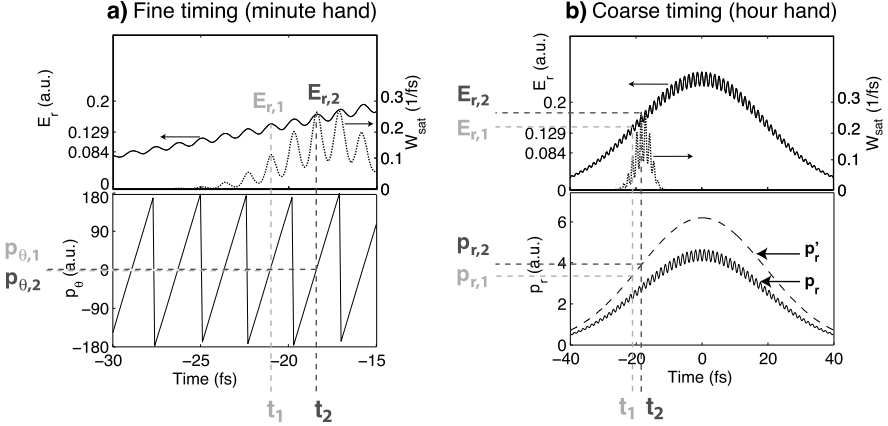 a) Fine timing (minute hand)
E_r (a.u.)
0.2
0.129
0.084
0
E_r,1
E_r,2
0.3
0.2
0.1
0
W_sat (1/fs)
p_θ,1
p_θ,2
p_θ (a.u.)
180
90
0
−90
−180
−30
−25
−20
−15
Time (fs)
t_1
t_2
b) Coarse timing (hour hand)
E_r,2
E_r,1
E_r (a.u.)
0.2
0.129
0.084
0
0.3
0.2
0.1
0
W_sat (1/fs)
p_r,2
p_r,1
p_r (a.u.)
6
4
2
0
p'_r
p_r
−40
−20
0
20
40
Time (fs)
t_1
t_2